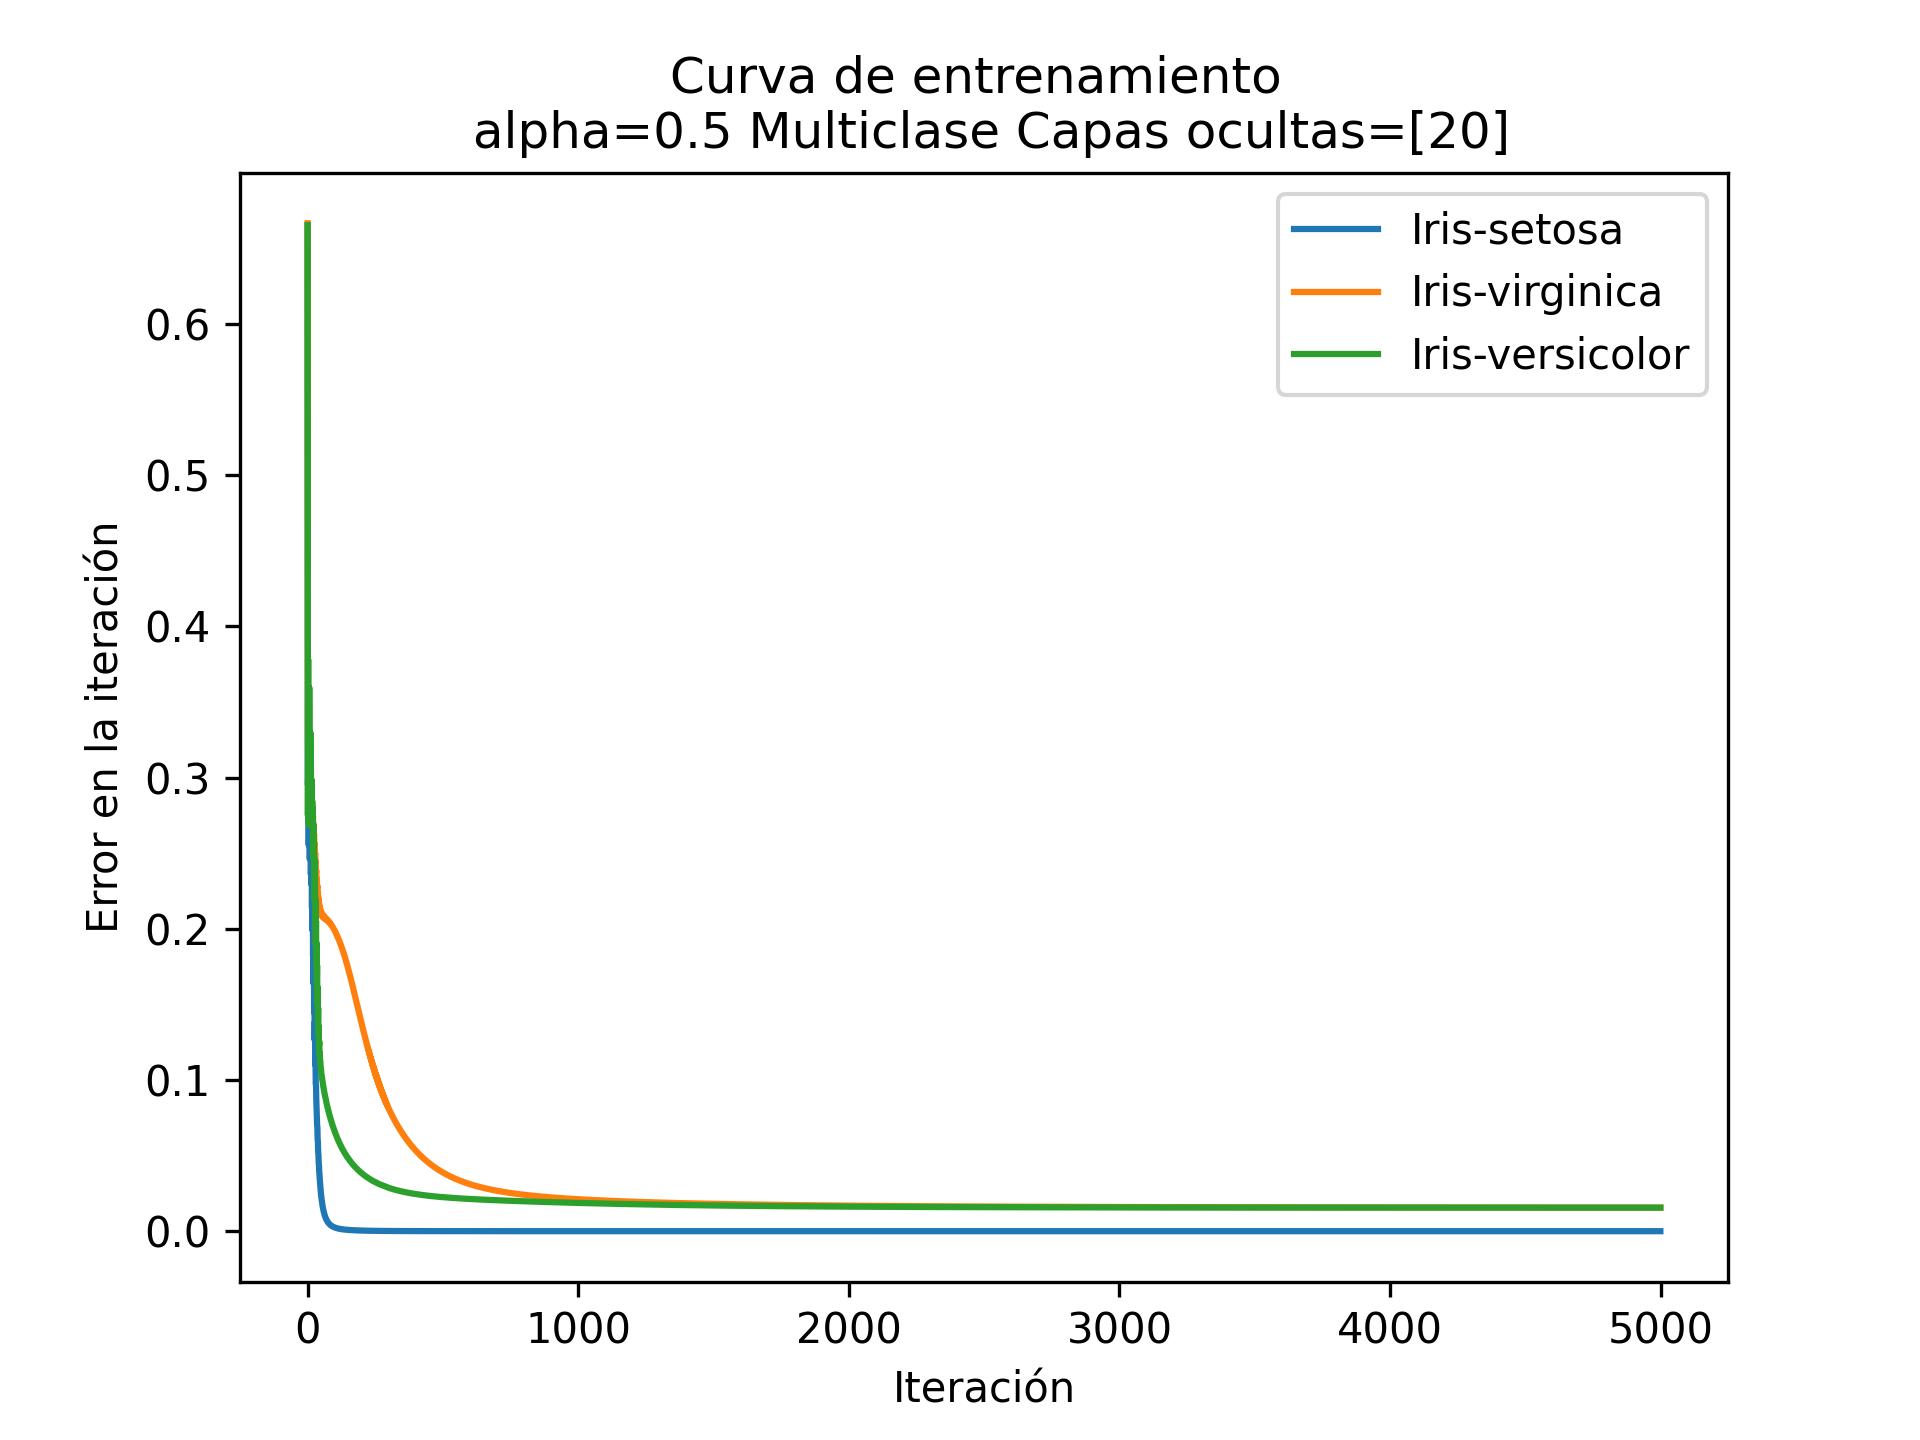 Curva de entrenamiento
alpha=0.5 Multiclase Capas ocultas=[20]
Iris-setosa
Iris-virginica
Iris-versicolor
Error en la iteración
0.6
0.5
0.4
0.3
0.2
0.1
0.0
0 1000 2000 3000 4000 5000
Iteración